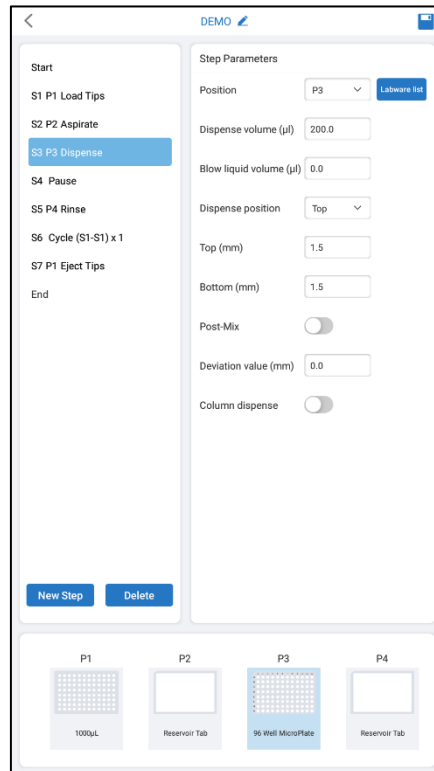 DEMO
Start
S1 P1 Load Tips
S2 P2 Aspirate
S3 P3 Dispense
S4 Pause
S5 P4 Rinse
S6 Cycle (S1-S1) x 1
S7 P1 Eject Tips
End
New Step
Delete
Step Parameters
Position
P3
Labware list
Dispense volume (µl)
200.0
Blow liquid volume (µl)
0.0
Dispense position
Top
Top (mm)
1.5
Bottom (mm)
1.5
Post-Mix
Deviation value (mm)
0.0
Column dispense
P1
P2
P3
P4
1000µL
Reservoir Tab
96 Well MicroPlate
Reservoir Tab